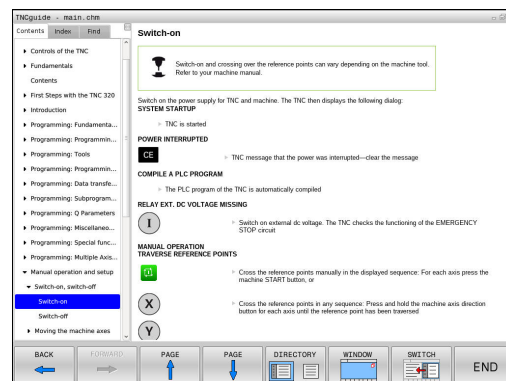 TNCguide - main.chm
Contents Index Find
Controls of the TNC
Fundamentals
Contents
First Steps with the TNC 320
Introduction
Programming: Fundamenta...
Programming: Programmin...
Programming: Tools
Programming: Programmin...
Programming: Data transfe...
Programming: Subprogram...
Programming: Q Parameters
Programming: Miscellaneo...
Programming: Special func...
Programming: Multiple Axis...
Manual operation and setup
Switch-on, switch-off
Switch-on
Switch-off
Moving the machine axes
Switch-on
Switch-on and crossing over the reference points can vary depending on the machine tool.
Refer to your machine manual.
Switch on the power supply for TNC and machine. The TNC then displays the following dialog:
SYSTEM STARTUP
TNC is started
POWER INTERRUPTED
CE
TNC message that the power was interrupted—clear the message
COMPILE A PLC PROGRAM
The PLC program of the TNC is automatically compiled
RELAY EXT. DC VOLTAGE MISSING
I
Switch on external dc voltage. The TNC checks the functioning of the EMERGENCY
STOP circuit
MANUAL OPERATION
TRAVERSE REFERENCE POINTS
Cross the reference points manually in the displayed sequence: For each axis press the
machine START button, or
X
Cross the reference points in any sequence: Press and hold the machine axis direction
button for each axis until the reference point has been traversed
Y
BACK FORWARD PAGE PAGE DIRECTORY WINDOW SWITCH END